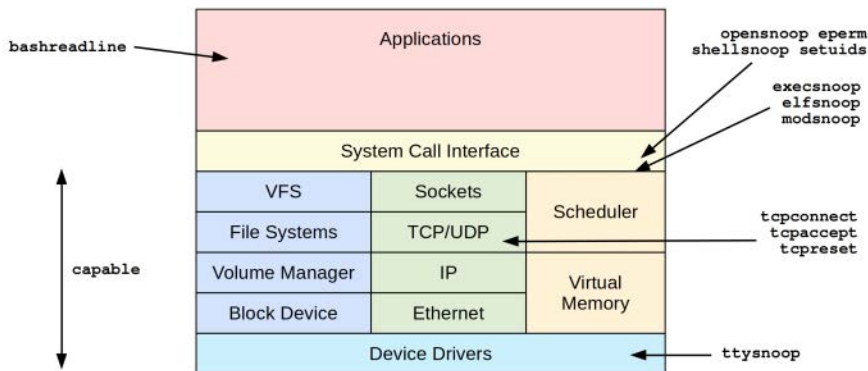 Applications
bashreadline
opensnoop eperm
shellsnoop setuids
execsnoop
elfsnoop
modsnoop
System Call Interface
VFS
Sockets
Scheduler
File Systems
TCP/UDP
tcpconnect
tcpaccept
tcpreset
capable
Volume Manager
IP
Virtual
Memory
Block Device
Ethernet
Device Drivers
ttysnoop